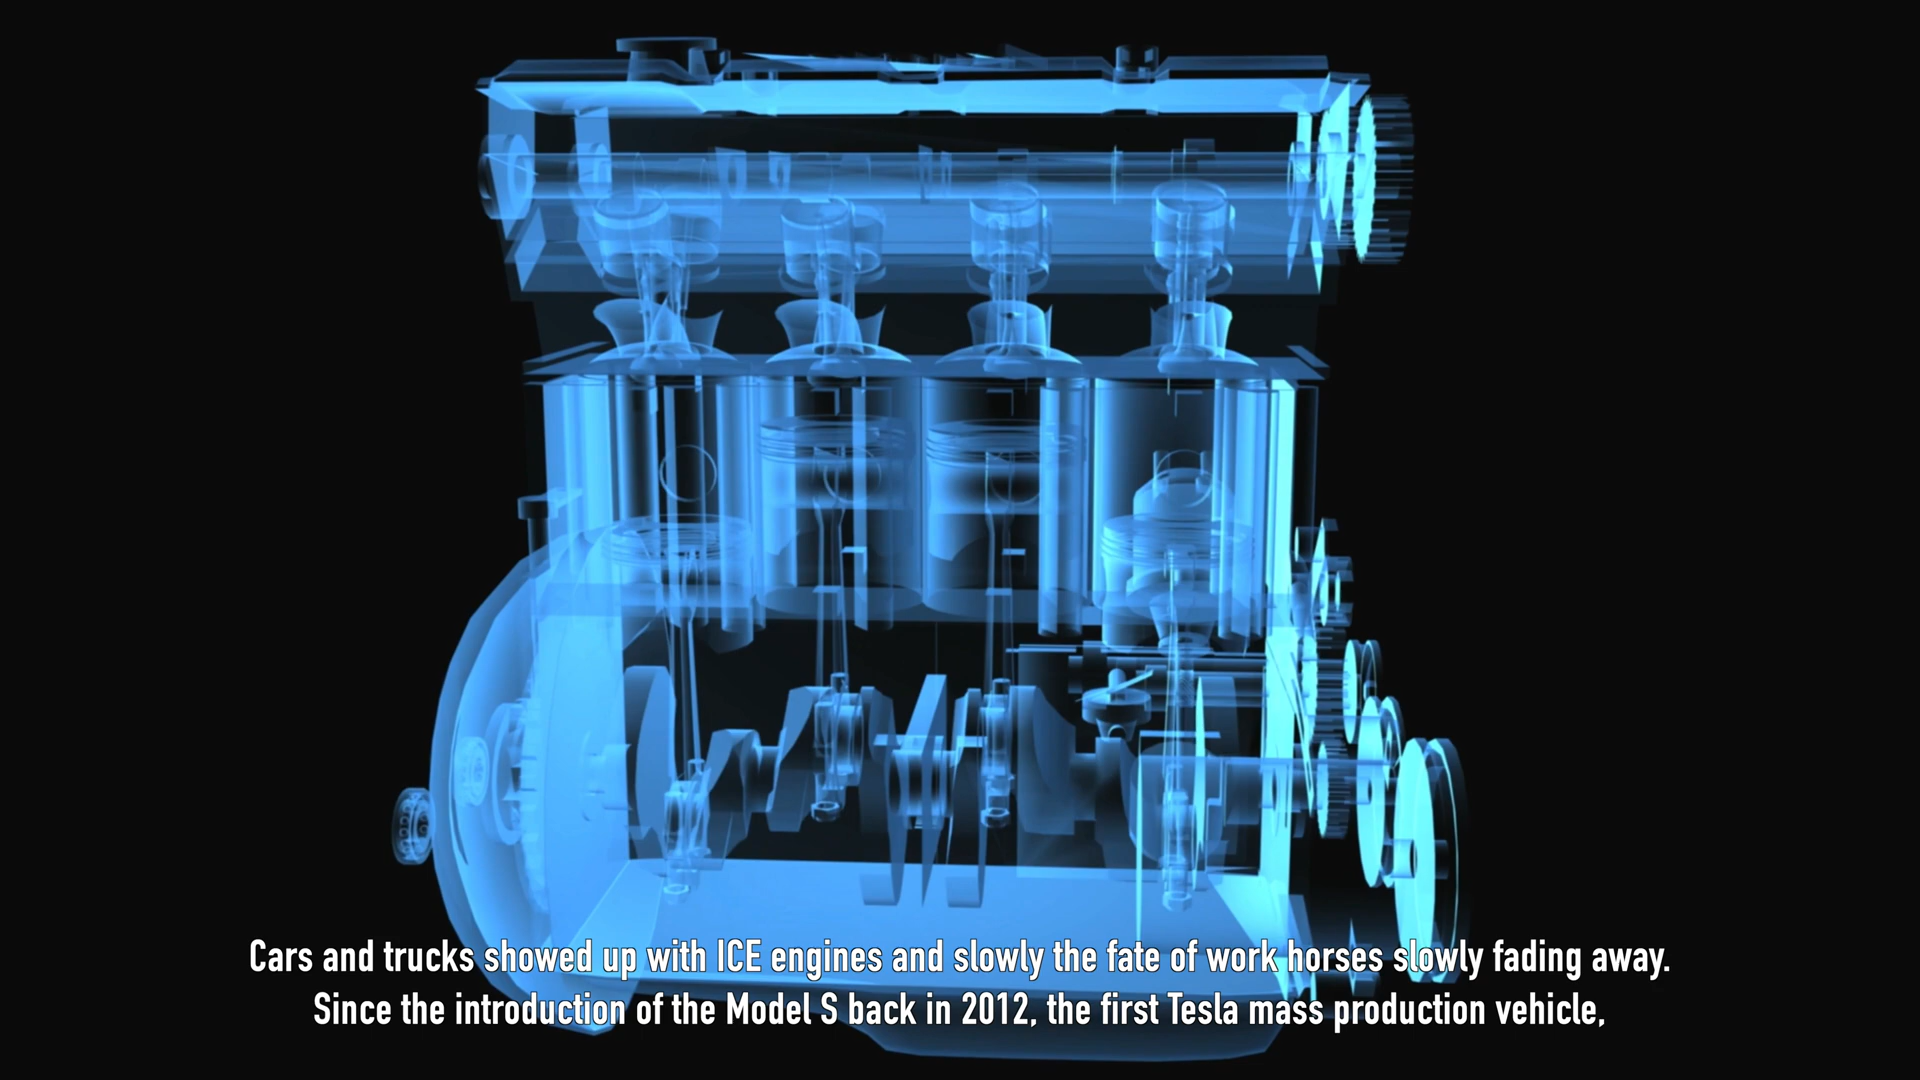 Cars and trucks showed up with ICE engines and slowly the fate of work horses slowly fading away.
Since the introduction of the Model S back in 2012, the first Tesla mass production vehicle,